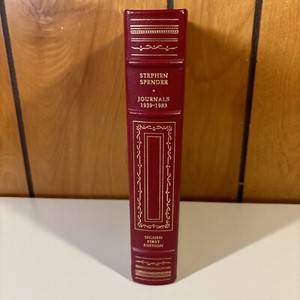 STEPHEN
SPENDER
JOURNALS
1939-1983
SIGNED
FIRST
EDITION